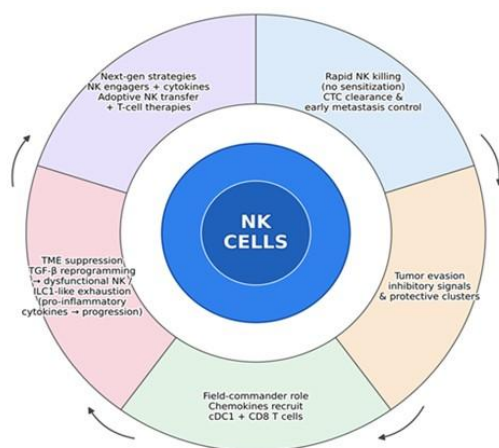 Next-gen strategies
NK engagers + cytokines
Adoptive NK transfer
+ T-cell therapies
Rapid NK killing
(no sensitization)
CTC clearance &
early metastasis control
NK
CELLS
TME suppression
TGF-β reprogramming
→ dysfunctional NK /
ILC1-like exhaustion
(pro-inflammatory
cytokines → progression)
Tumor evasion
inhibitory signals
& protective clusters
Field-commander role
Chemokines recruit
cDC1 + CD8 T cells